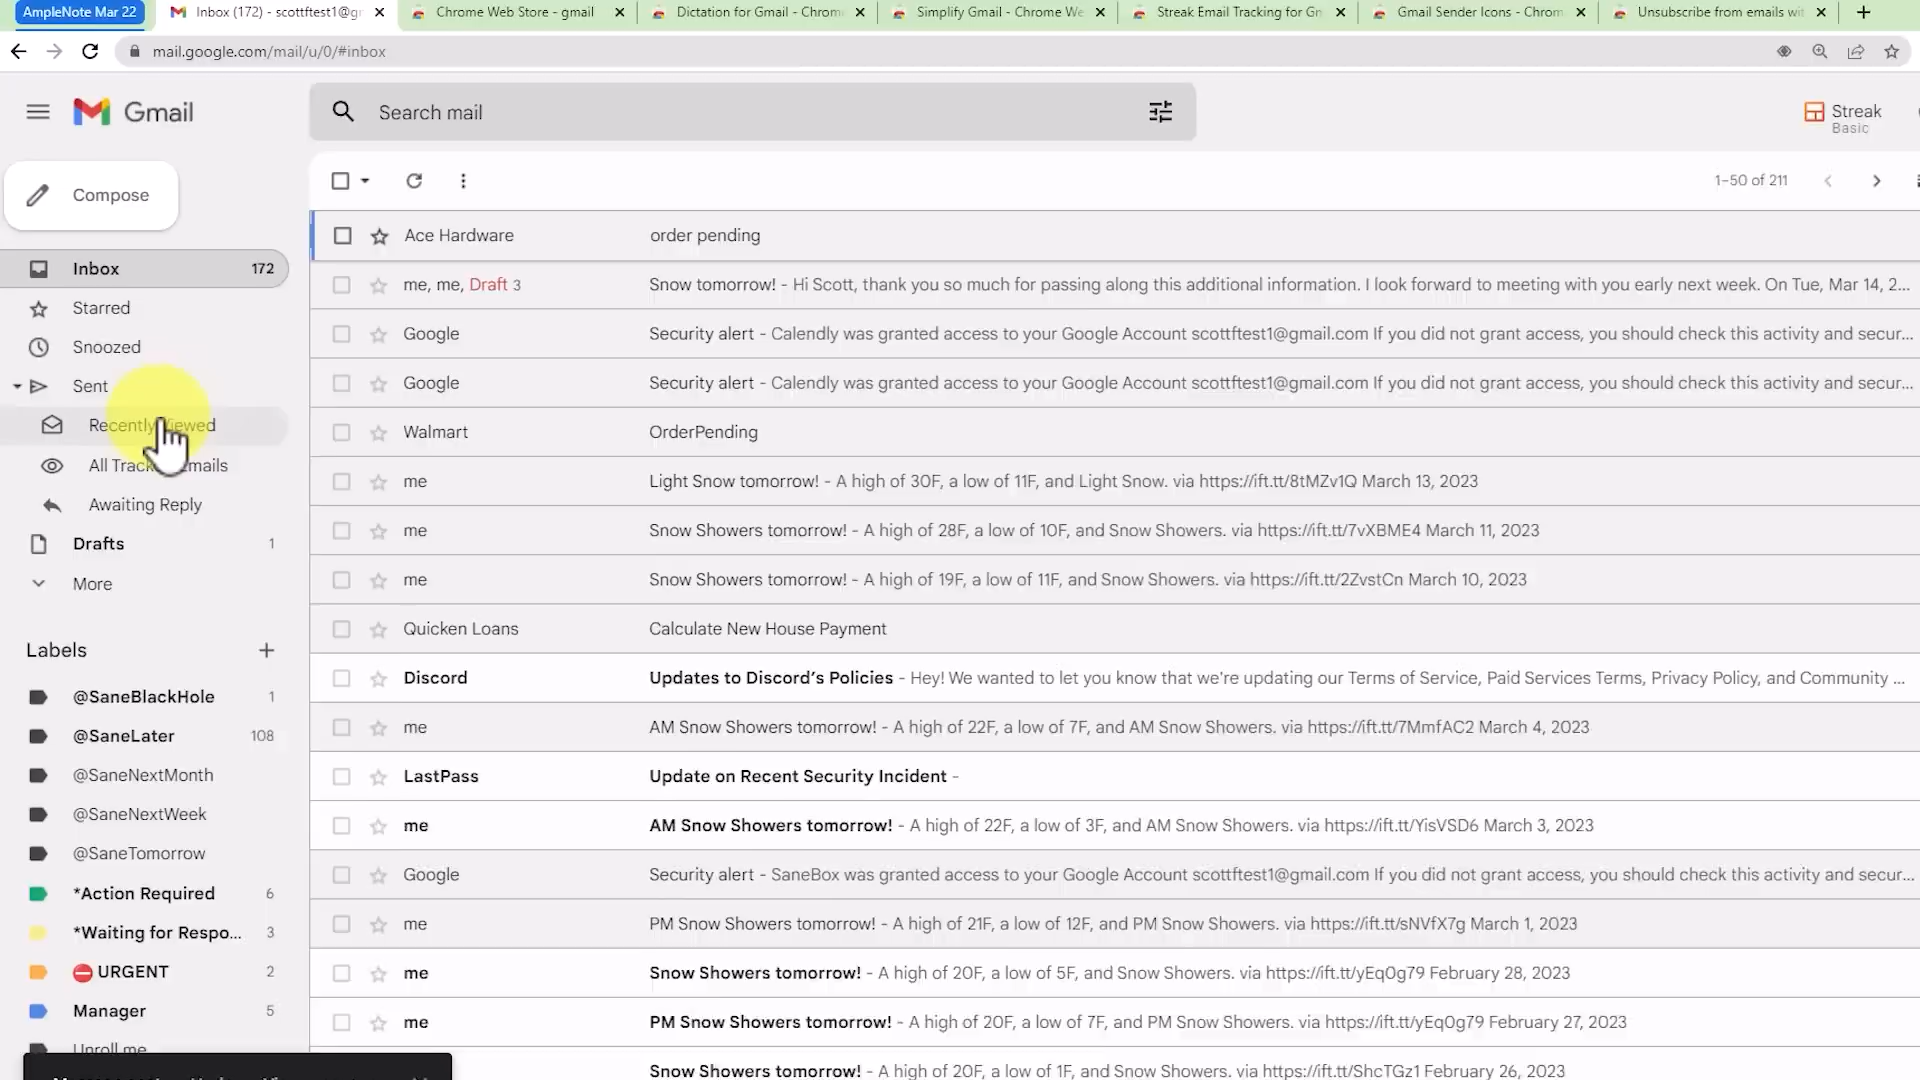 AmpleNote Mar 22
Inbox (172) - scottftest1@gr
Chrome Web Store - gmail
Dictation for Gmail - Chrom
Simplify Gmail - Chrome We
Streak Email Tracking for Gn
Gmail Sender Icons - Chrom
Unsubscribe from emails wit
mail.google.com/mail/u/0/#inbox
Gmail
Search mail
Streak
Basic
Compose
1–50 of 211
Inbox 172
Starred
Snoozed
Sent
Recently Viewed
All Tracked Emails
Awaiting Reply
Drafts 1
More
Labels
@SaneBlackHole 1
@SaneLater 108
@SaneNextMonth
@SaneNextWeek
@SaneTomorrow
*Action Required 6
*Waiting for Respo... 3
URGENT 2
Manager 5
Unroll me
Ace Hardware order pending
me, me, Draft 3 Snow tomorrow! - Hi Scott, thank you so much for passing along this additional information. I look forward to meeting with you early next week. On Tue, Mar 14, 2...
Google Security alert - Calendly was granted access to your Google Account scottftest1@gmail.com If you did not grant access, you should check this activity and secur...
Google Security alert - Calendly was granted access to your Google Account scottftest1@gmail.com If you did not grant access, you should check this activity and secur...
Walmart OrderPending
me Light Snow tomorrow! - A high of 30F, a low of 11F, and Light Snow. via https://ift.tt/8tMZv1Q March 13, 2023
me Snow Showers tomorrow! - A high of 28F, a low of 10F, and Snow Showers. via https://ift.tt/7vXBME4 March 11, 2023
me Snow Showers tomorrow! - A high of 19F, a low of 11F, and Snow Showers. via https://ift.tt/2ZvstCn March 10, 2023
Quicken Loans Calculate New House Payment
Discord Updates to Discord's Policies - Hey! We wanted to let you know that we're updating our Terms of Service, Paid Services Terms, Privacy Policy, and Community ...
me AM Snow Showers tomorrow! - A high of 22F, a low of 7F, and AM Snow Showers. via https://ift.tt/7MmfAC2 March 4, 2023
LastPass Update on Recent Security Incident -
me AM Snow Showers tomorrow! - A high of 22F, a low of 3F, and AM Snow Showers. via https://ift.tt/YisVSD6 March 3, 2023
Google Security alert - SaneBox was granted access to your Google Account scottftest1@gmail.com If you did not grant access, you should check this activity and secur...
me PM Snow Showers tomorrow! - A high of 21F, a low of 12F, and PM Snow Showers. via https://ift.tt/sNVfX7g March 1, 2023
me Snow Showers tomorrow! - A high of 20F, a low of 5F, and Snow Showers. via https://ift.tt/yEq0g79 February 28, 2023
me PM Snow Showers tomorrow! - A high of 20F, a low of 7F, and PM Snow Showers. via https://ift.tt/yEq0g79 February 27, 2023
Snow Showers tomorrow! - A high of 20F, a low of 1F, and Snow Showers. via https://ift.tt/ShcTGz1 February 26, 2023